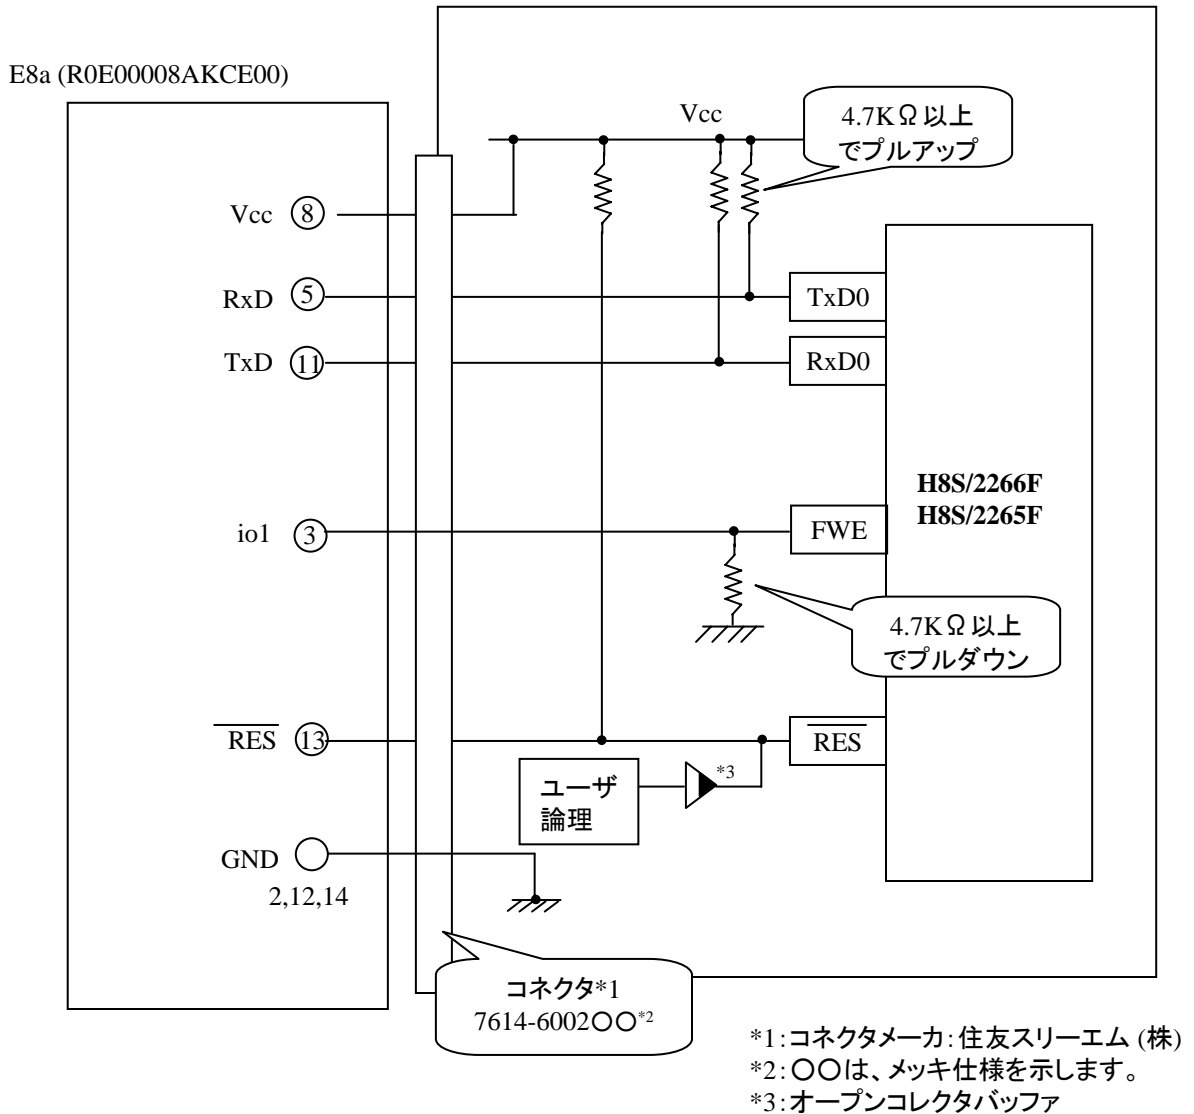 E8a (R0E00008AKCE00)
Vcc
4.7KΩ以上
でプルアップ
Vcc 8
RxD 5
TxD0
TxD 11
RxD0
H8S/2266F
H8S/2265F
io1 3
FWE
4.7KΩ以上
でプルダウン
RES 13
RES
*3
ユーザ
論理
GND
2,12,14
コネクタ*1
7614-6002〇〇*2
*1:コネクタメーカ:住友スリーエム (株)
*2:〇〇は、メッキ仕様を示します。
*3:オープンコレクタバッファ